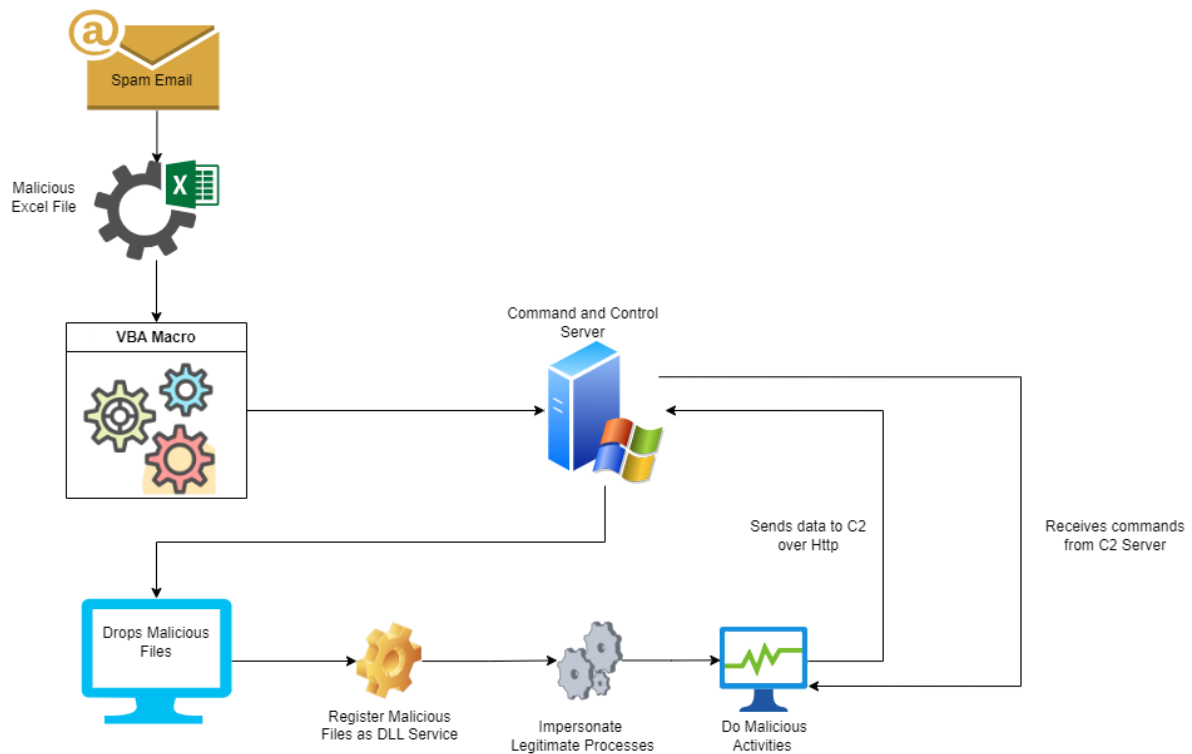 @
Spam Email
Malicious
Excel File
X
VBA Macro
Command and Control
Server
Sends data to C2
over Http
Receives commands
from C2 Server
Drops Malicious
Files
Register Malicious
Files as DLL Service
Impersonate
Legitimate Processes
Do Malicious
Activities